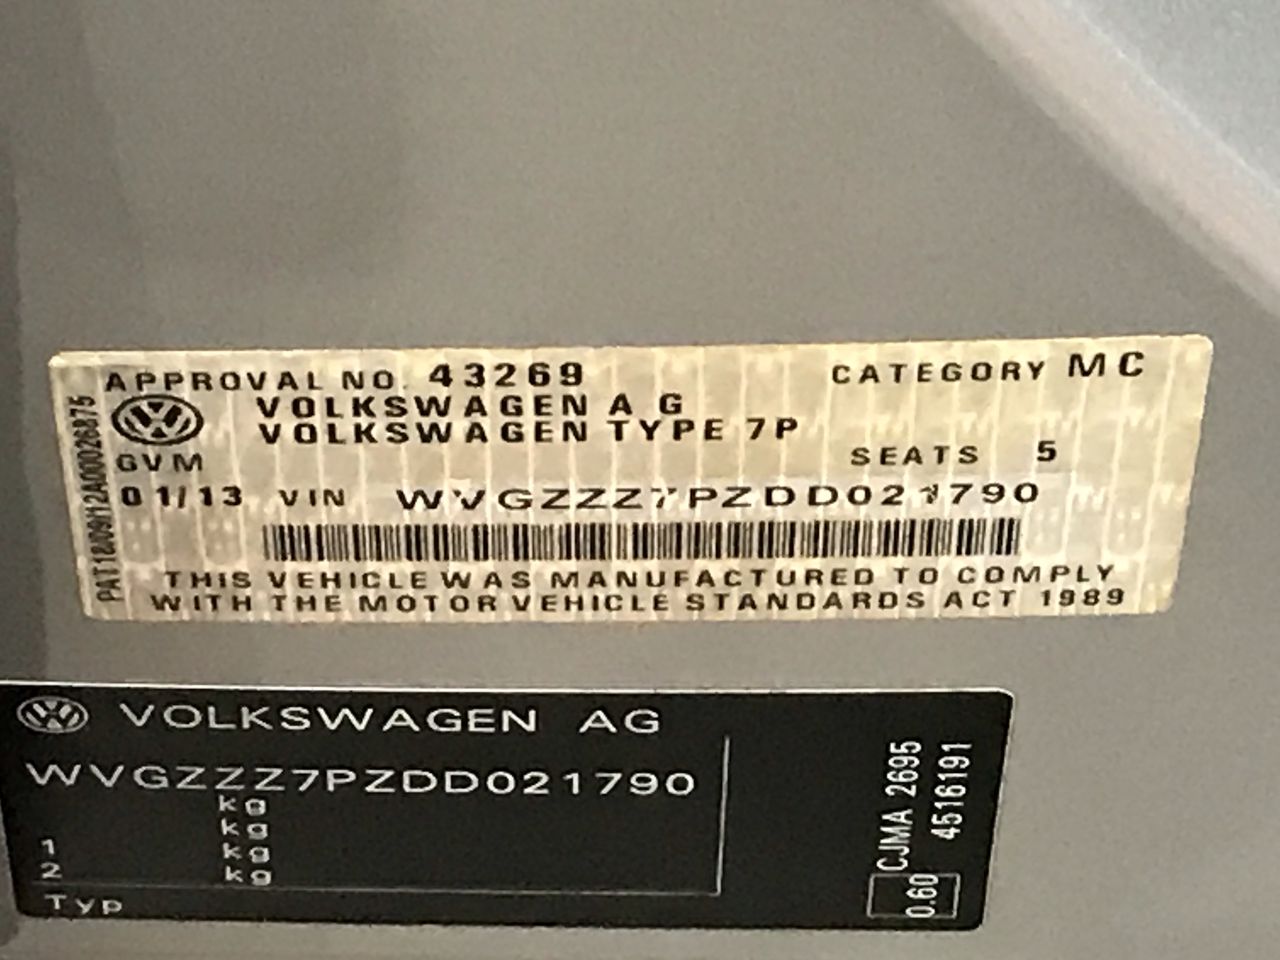 APPROVAL NO. 43269 CATEGORY MC
VOLKSWAGEN AG
VOLKSWAGEN TYPE 7P
GVM SEATS 5
01/13 VIN WVGZZZ7PZDD021790
THIS VEHICLE WAS MANUFACTURED TO COMPLY
WITH THE MOTOR VEHICLE STANDARDS ACT 1989
PAT18/09/12A00026875
VOLKSWAGEN AG
WVGZZZ7PZDD021790
kg
kg
1 kg
2 kg
Typ
0.60 CJMA 2695
4516191